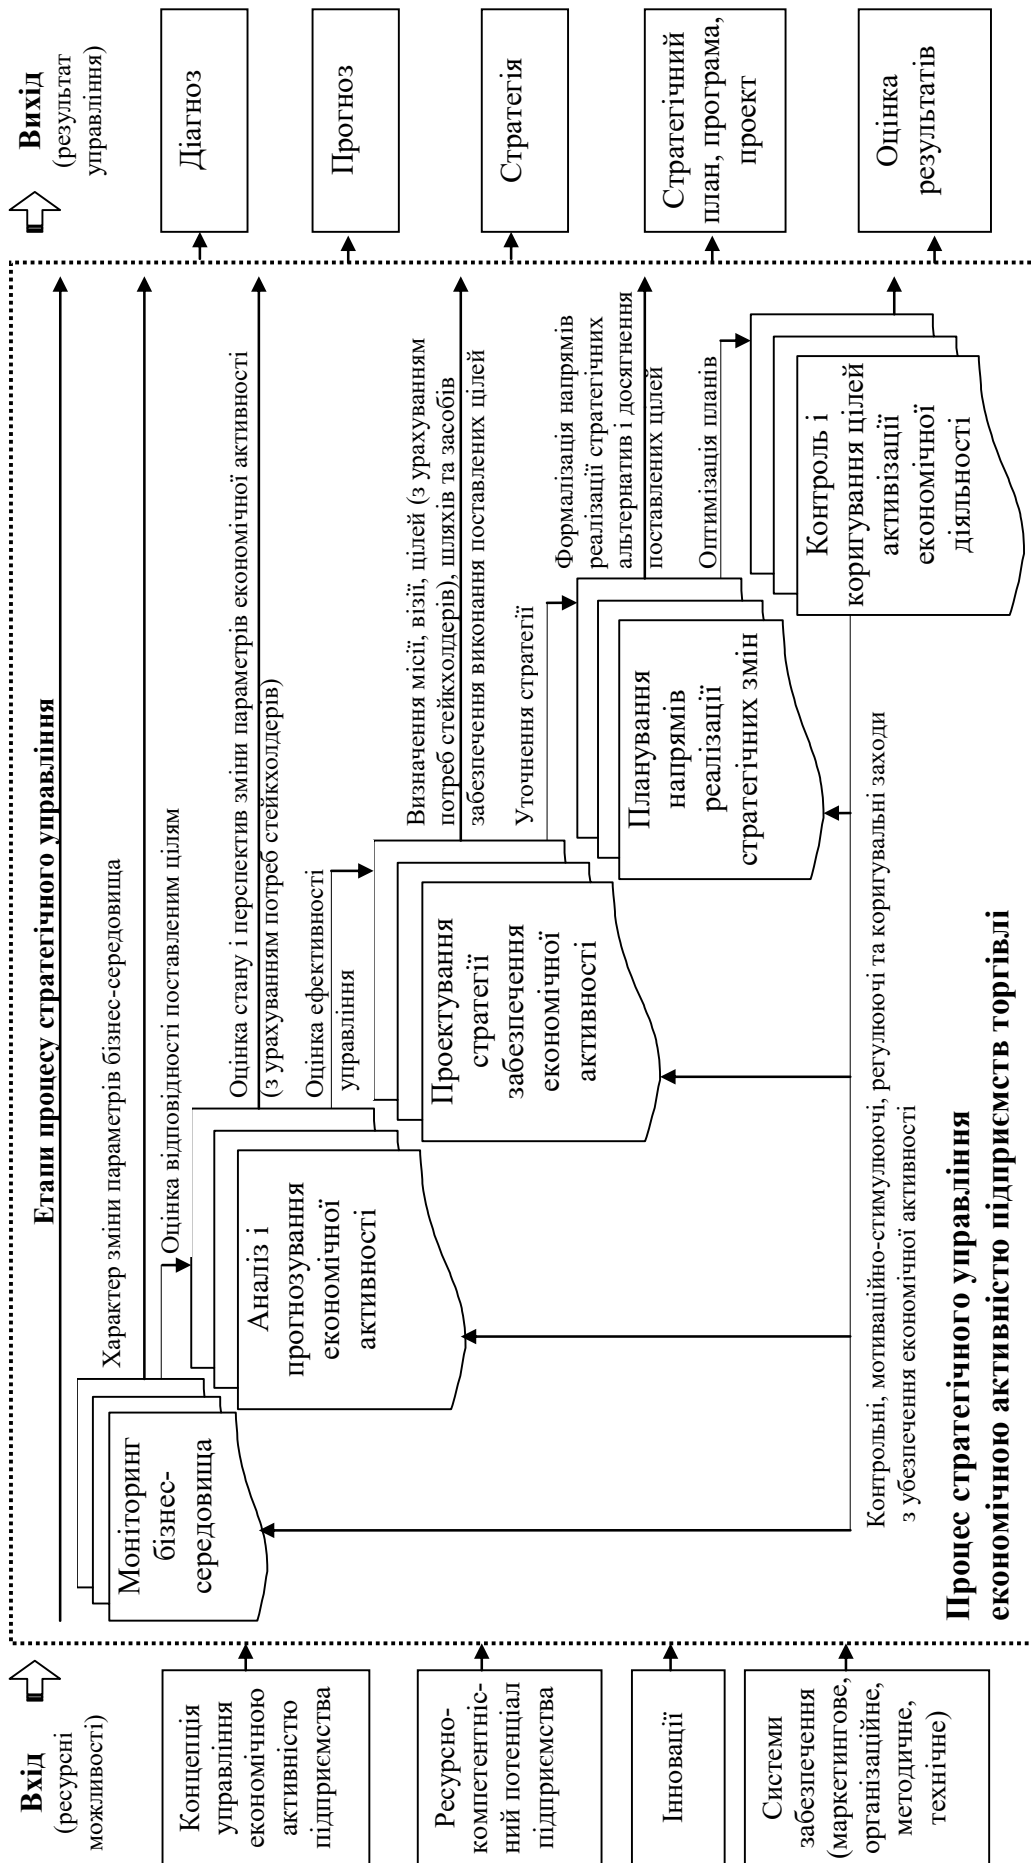 Вхід
(ресурсні
можливості)
Концепція
управління
економічною
активністю
підприємства
Ресурсно-
компетентніс-
ний потенціал
підприємства
Інновації
Системи
забезпечення
(маркетингове,
організаційне,
методичне,
технічне)
Етапи процесу стратегічного управління
Характер зміни параметрів бізнес-середовища
Моніторинг
бізнес-
середовища
Оцінка відповідності поставленим цілям
Аналіз і
прогнозування
економічної
активності
Оцінка стану і перспектив зміни параметрів економічної активності
(з урахуванням потреб стейкхолдерів)
Оцінка ефективності
управління
Проектування
стратегії
забезпечення
економічної
активності
Визначення місії, візії, цілей (з урахуванням
потреб стейкхолдерів), шляхів та засобів
забезпечення виконання поставлених цілей
Уточнення стратегії
Планування
напрямів
реалізації
стратегічних змін
Формалізація напрямів
реалізації стратегічних
альтернатив і досягнення
поставлених цілей
Оптимізація планів
Контроль і
коригування цілей
активізації
економічної
діяльності
Контрольні, мотиваційно-стимулюючі, регулюючі та коригувальні заходи
з убезпечення економічної активності
Процес стратегічного управління
економічною активністю підприємств торгівлі
Вихід
(результат
управління)
Діагноз
Прогноз
Стратегія
Стратегічний
план, програма,
проект
Оцінка
результатів